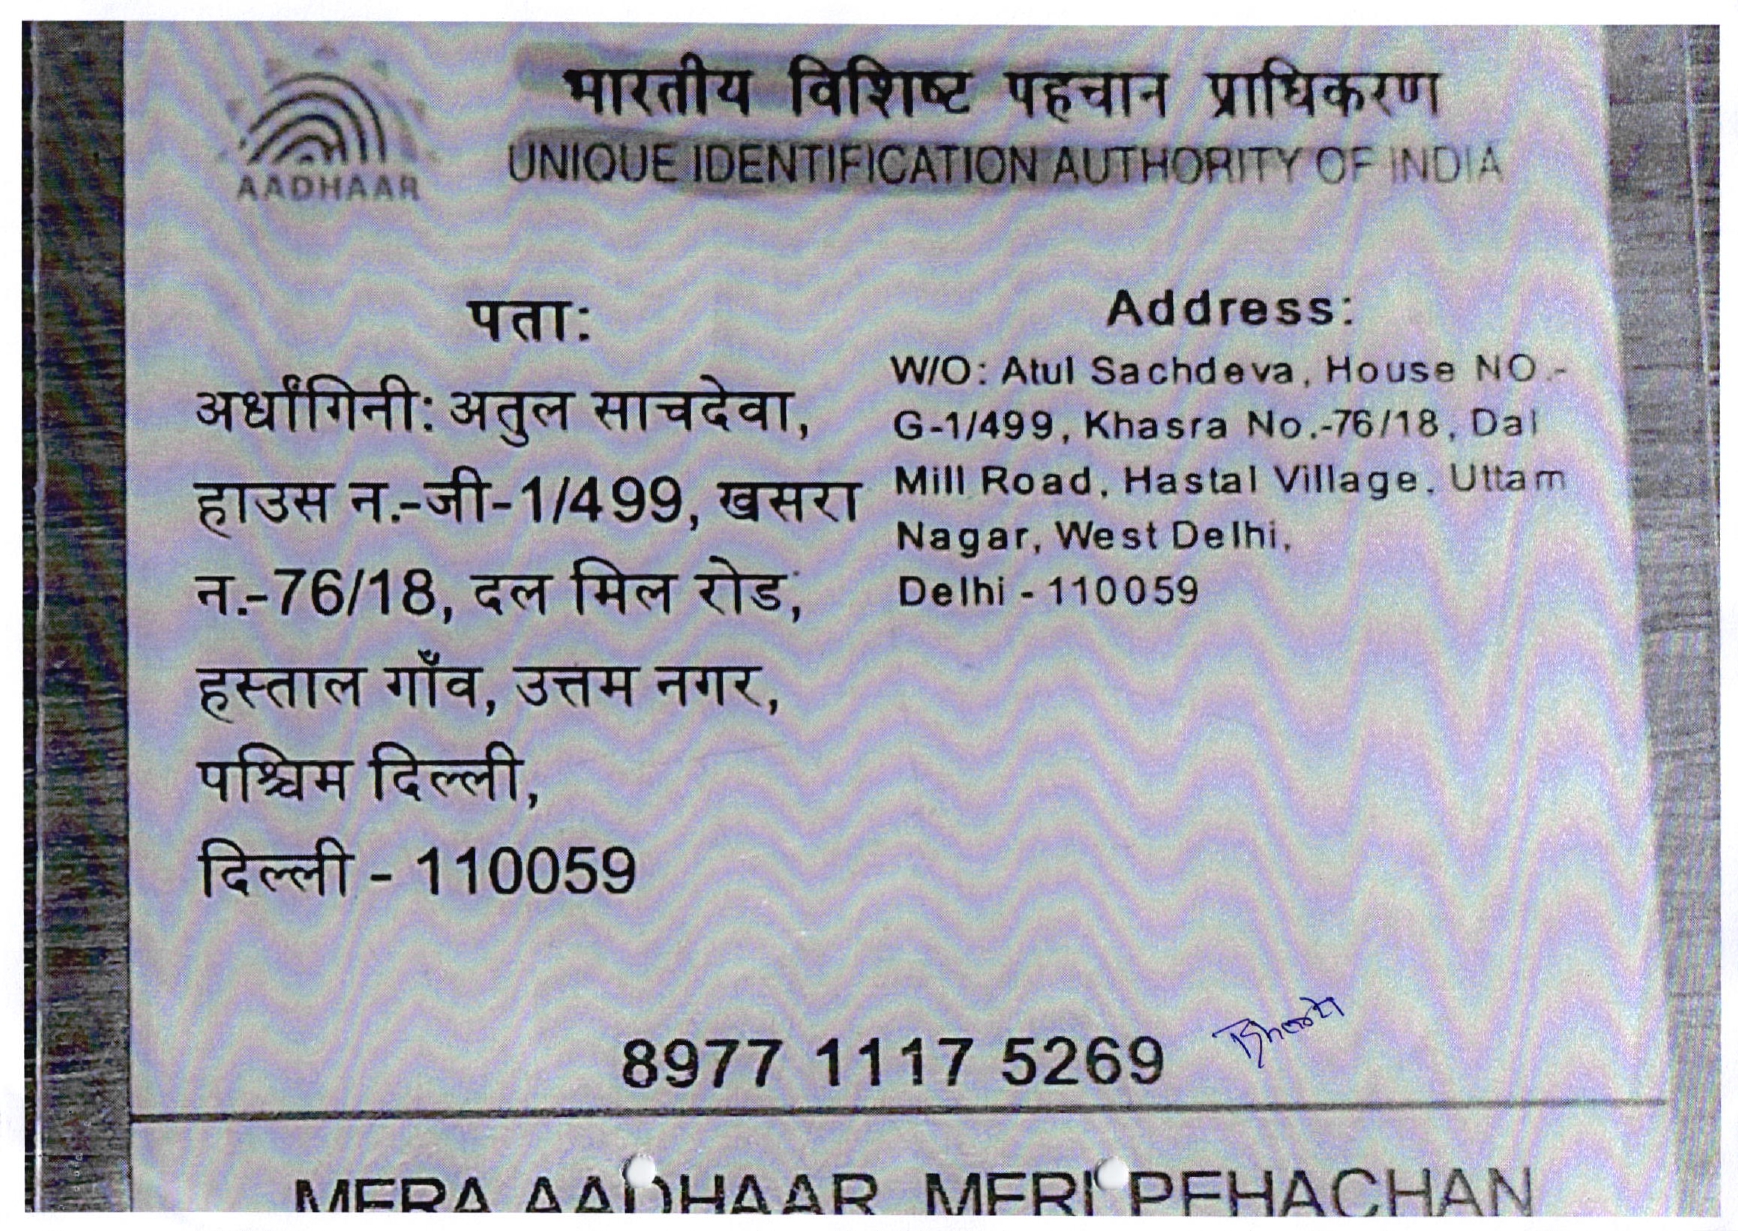 भारतीय विशिष्ट पहचान प्राधिकरण
AADHAAR
UNIQUE IDENTIFICATION AUTHORITY OF INDIA
पता:
अर्धांगिनी: अतुल साचदेवा,
हाउस न.-जी-1/499, खसरा
न.-76/18, दल मिल रोड,
हस्ताल गाँव, उत्तम नगर,
पश्चिम दिल्ली,
दिल्ली - 110059
Address:
W/O: Atul Sachdeva, House NO.-
G-1/499, Khasra No.-76/18, Dal
Mill Road, Hastal Village, Uttam
Nagar, West Delhi,
Delhi - 110059
8977 1117 5269
MERA AADHAAR, MERI PEHACHAN